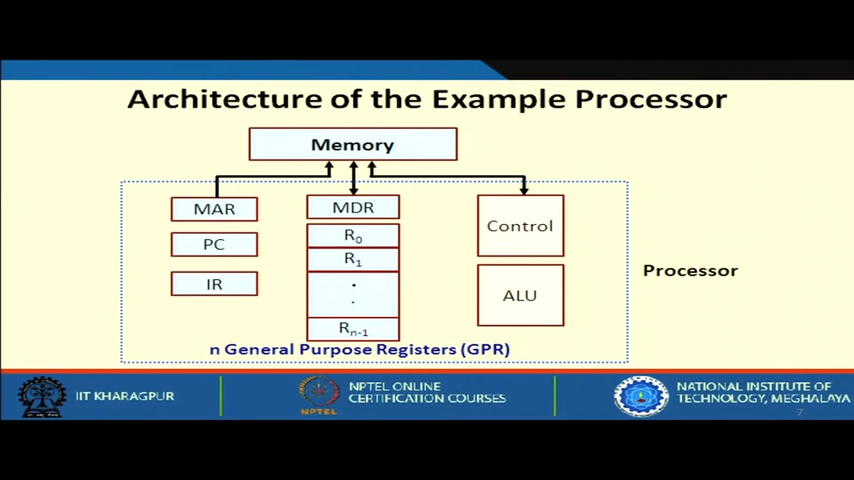 Architecture of the Example Processor
Memory
MAR
PC
IR
MDR
R0
R1
Rn-1
Control
ALU
Processor
n General Purpose Registers (GPR)
IIT KHARAGPUR
NPTEL
NPTEL ONLINE
CERTIFICATION COURSES
NATIONAL INSTITUTE OF
TECHNOLOGY, MEGHALAYA
7